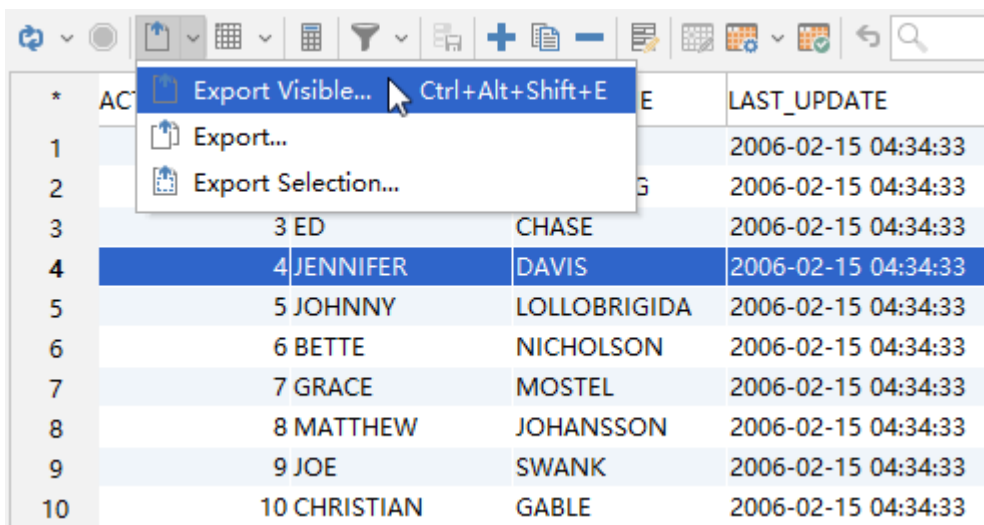 Export Visible... Ctrl+Alt+Shift+E
Export...
Export Selection...
* ACT E LAST_UPDATE
1 2006-02-15 04:34:33
2 G 2006-02-15 04:34:33
3 3 ED CHASE 2006-02-15 04:34:33
4 4 JENNIFER DAVIS 2006-02-15 04:34:33
5 5 JOHNNY LOLLOBRIGIDA 2006-02-15 04:34:33
6 6 BETTE NICHOLSON 2006-02-15 04:34:33
7 7 GRACE MOSTEL 2006-02-15 04:34:33
8 8 MATTHEW JOHANSSON 2006-02-15 04:34:33
9 9 JOE SWANK 2006-02-15 04:34:33
10 10 CHRISTIAN GABLE 2006-02-15 04:34:33